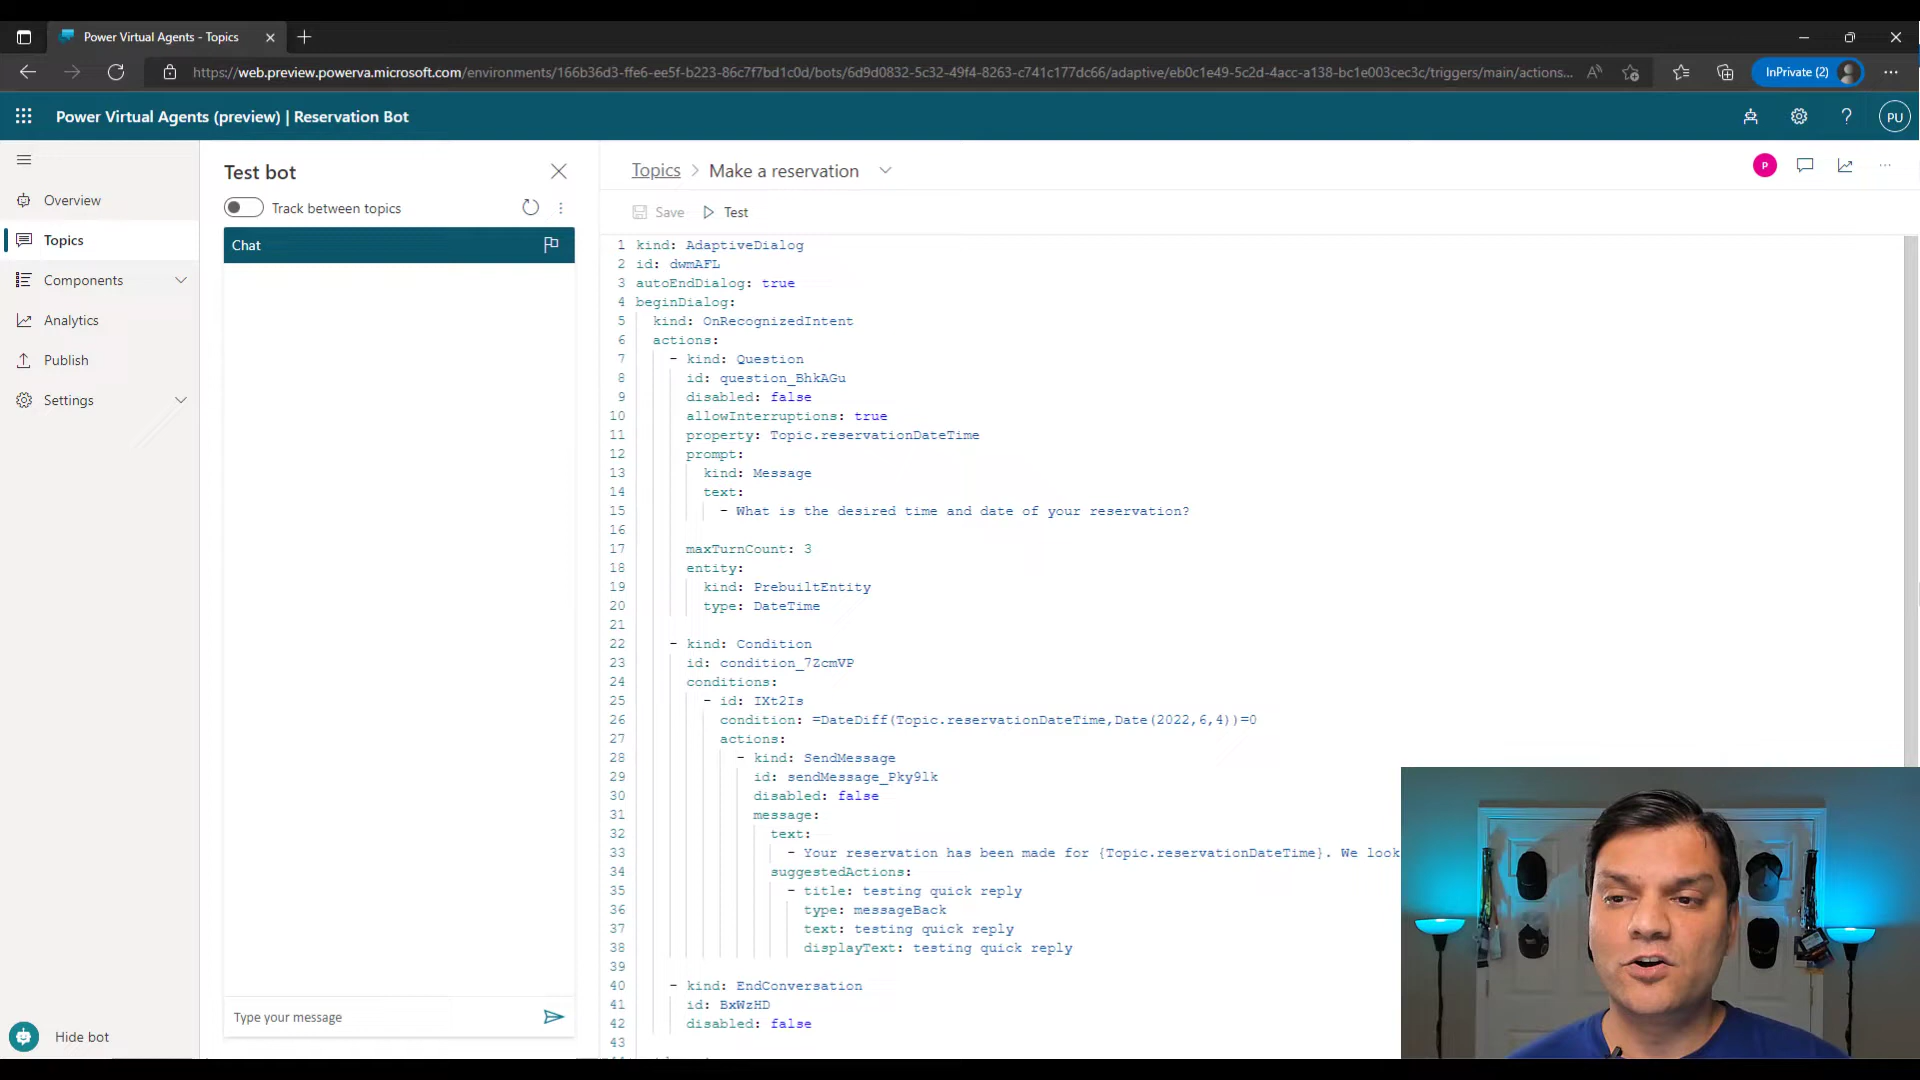 Power Virtual Agents - Topics
https://web.preview.powerva.microsoft.com/environments/166b36d3-ffe6-ee5f-b223-86c7f7bd1c0d/bots/6d9d0832-5c32-49f4-8263-c741c177dc66/adaptive/eb0c1e49-5c2d-4acc-a138-bc1e003cec3c/triggers/main/actions...
InPrivate (2)
Power Virtual Agents (preview) | Reservation Bot
PU
Overview
Topics
Components
Analytics
Publish
Settings
Hide bot
Test bot
Track between topics
Chat
Type your message
Topics > Make a reservation
P
Save
Test
1 kind: AdaptiveDialog
2 id: dwmAFL
3 autoEndDialog: true
4 beginDialog:
5 kind: OnRecognizedIntent
6 actions:
7 - kind: Question
8 id: question_BhkAGu
9 disabled: false
10 allowInterruptions: true
11 property: Topic.reservationDateTime
12 prompt:
13 kind: Message
14 text:
15 - What is the desired time and date of your reservation?
16
17 maxTurnCount: 3
18 entity:
19 kind: PrebuiltEntity
20 type: DateTime
21
22 - kind: Condition
23 id: condition_7ZcmVP
24 conditions:
25 - id: IXt2Is
26 condition: =DateDiff(Topic.reservationDateTime,Date(2022,6,4))=0
27 actions:
28 - kind: SendMessage
29 id: sendMessage_Pky9lk
30 disabled: false
31 message:
32 text:
33 - Your reservation has been made for {Topic.reservationDateTime}. We look
34 suggestedActions:
35 - title: testing quick reply
36 type: messageBack
37 text: testing quick reply
38 displayText: testing quick reply
39
40 - kind: EndConversation
41 id: BxWzHD
42 disabled: false
43